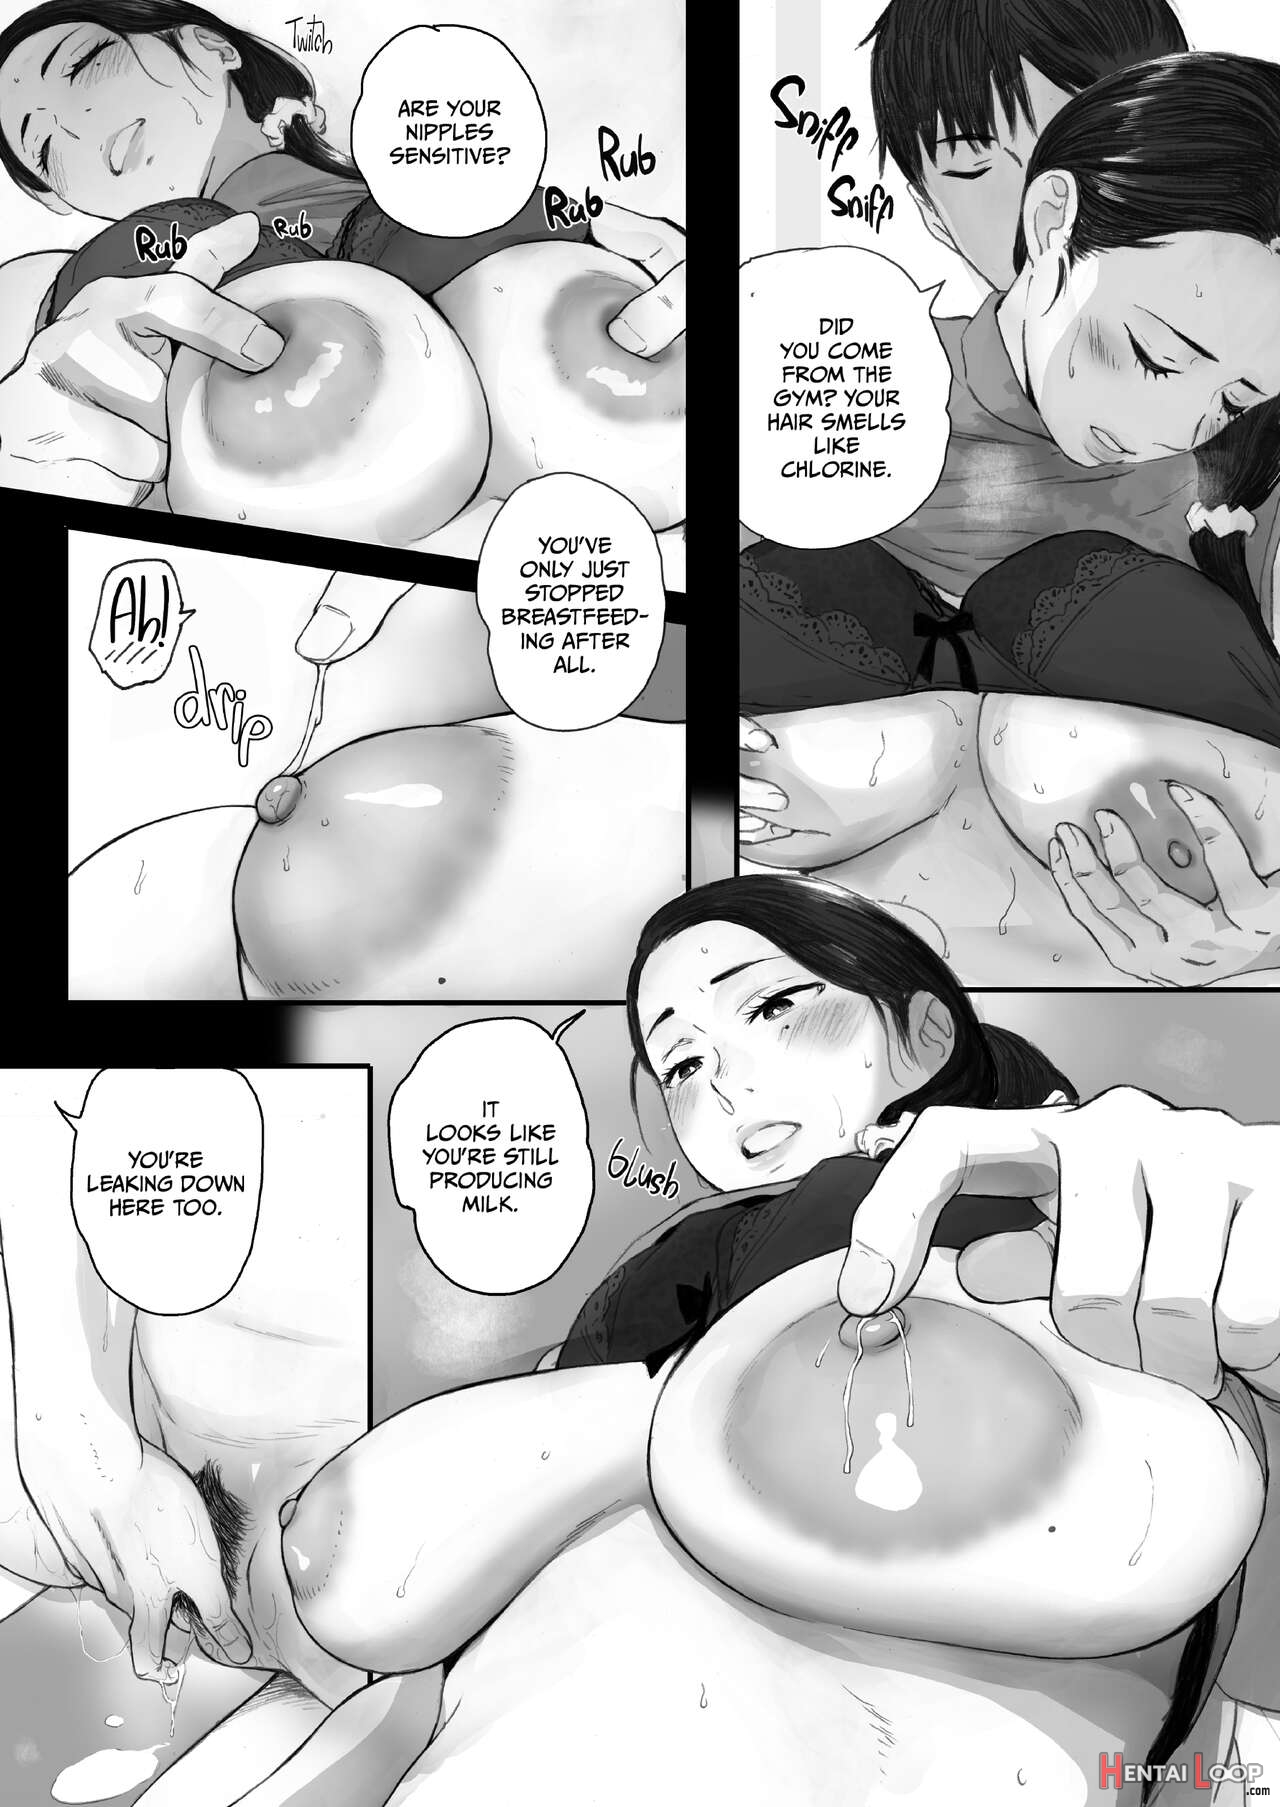 Sniff
Sniff
DID
YOU COME
FROM THE
GYM? YOUR
HAIR SMELLS
LIKE
CHLORINE.
Twitch
ARE YOUR
NIPPLES
SENSITIVE?
Rub
Rub
Rub
Rub
YOU'VE
ONLY JUST
STOPPED
BREASTFEED-
ING AFTER
ALL.
Ah!
drip
IT
LOOKS LIKE
YOU'RE STILL
PRODUCING
MILK.
blush
YOU'RE
LEAKING DOWN
HERE TOO.
HENTAI LOOP
.com